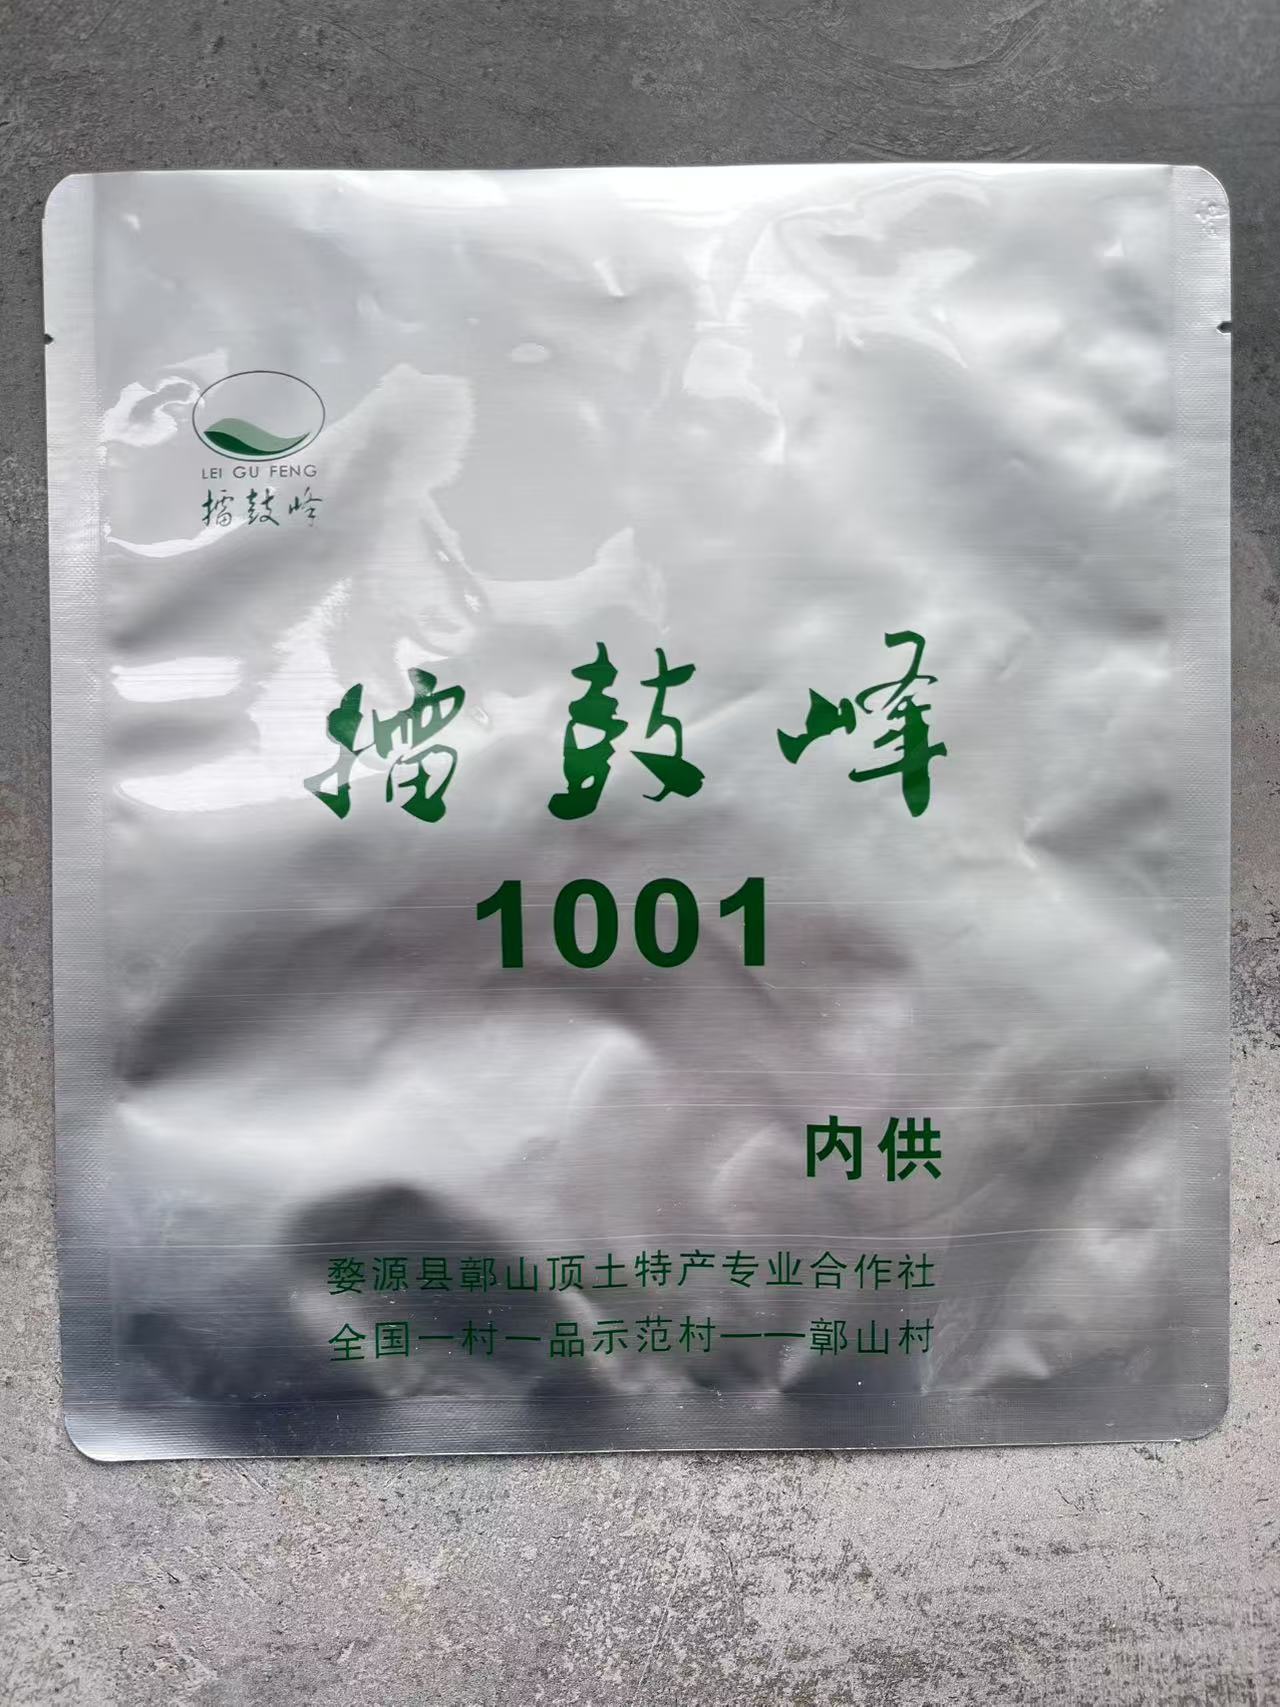 LEI GU FENG
擂鼓峰
擂鼓峰
1001
内供
婺源县鄣山顶土特产专业合作社
全国一村一品示范村——鄣山村